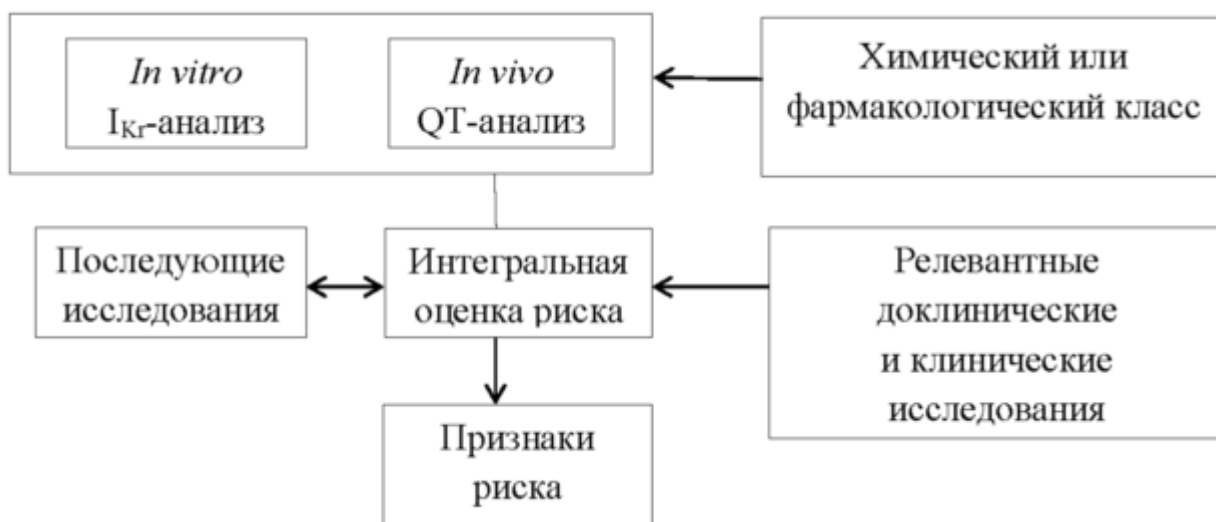 In vitro
I_Kr-анализ
In vivo
QT-анализ
Химический или
фармакологический класс
Последующие
исследования
Интегральная
оценка риска
Релевантные
доклинические
и клинические
исследования
Признаки
риска